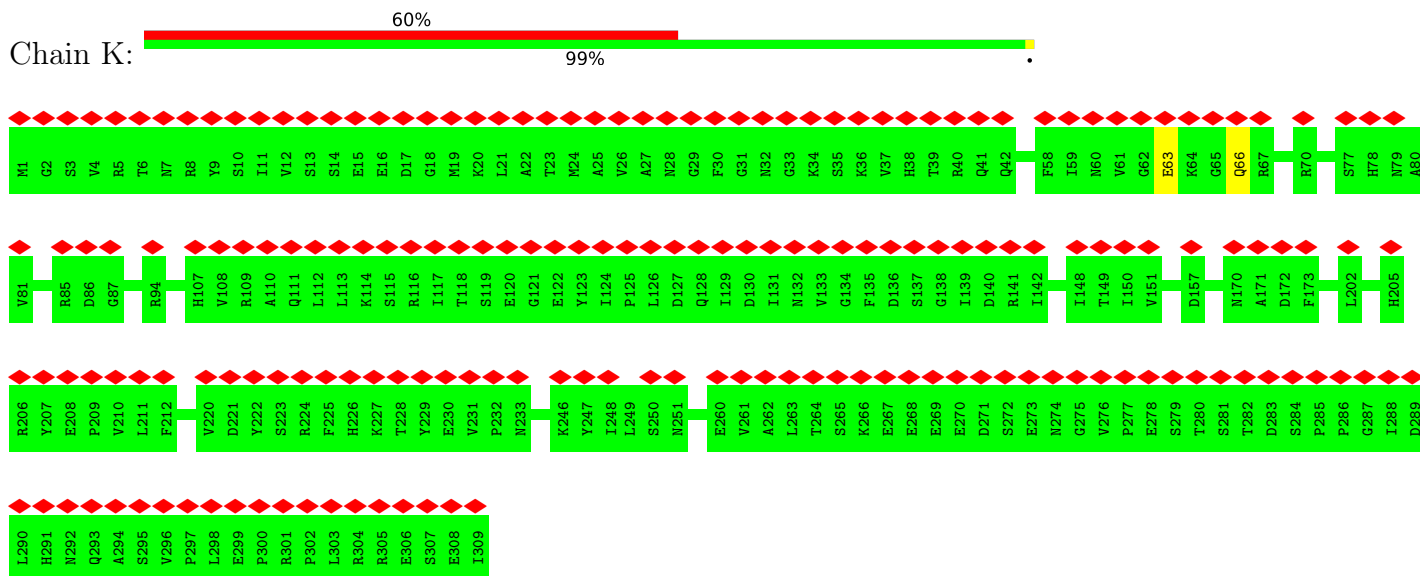 60%
Chain K:
99%
.
M1 G2 S3 V4 R5 T6 N7 R8 Y9 S10 I11 V12 S13 S14 E15 E16 D17 G18 M19 K20 L21 A22 T23 M24 A25 V26 A27 N28 G29 F30 G31 N32 G33 K34 S35 K36 V37 H38 T39 R40 Q41 Q42 F58 I59 N60 V61 G62 E63 K64 G65 Q66 R67 R70 S77 H78 N79 A80
V81 R85 D86 G87 R94 H107 V108 R109 A110 Q111 L112 L113 K114 S115 R116 I117 T118 S119 E120 G121 E122 Y123 I124 P125 L126 D127 Q128 I129 D130 I131 N132 V133 G134 F135 D136 S137 G138 I139 D140 R141 I142 I148 T149 I150 V151 D157 N170 A171 D172 F173 L202 H205
R206 Y207 E208 P209 V210 L211 F212 V220 D221 Y222 S223 R224 F225 H226 K227 T228 Y229 E230 V231 P232 N233 K246 Y247 I248 L249 S250 N251 E260 V261 A262 L263 T264 S265 K266 E267 E268 E269 E270 D271 S272 E273 N274 G275 V276 P277 E278 S279 T280 S281 T282 D283 S284 P285 P286 G287 I288 D289
L290 H291 N292 Q293 A294 S295 V296 P297 L298 E299 P300 R301 P302 L303 R304 R305 E306 S307 E308 I309